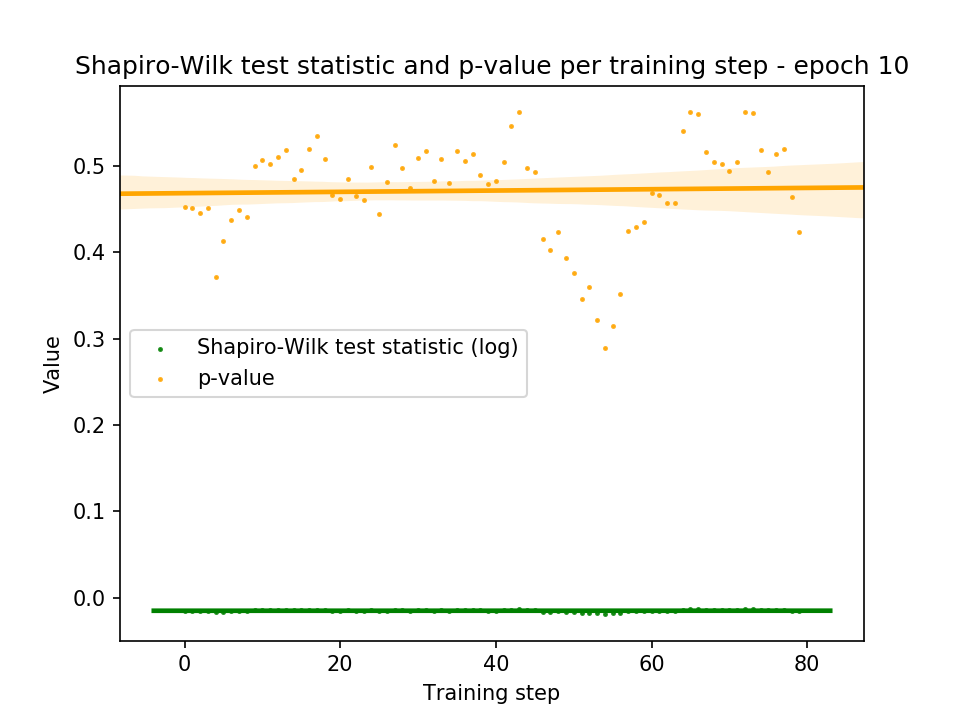 Shapiro-Wilk test statistic and p-value per training step - epoch 10
0.5
0.4
0.3
0.2
0.1
0.0
Value
Shapiro-Wilk test statistic (log)
p-value
0 20 40 60 80
Training step